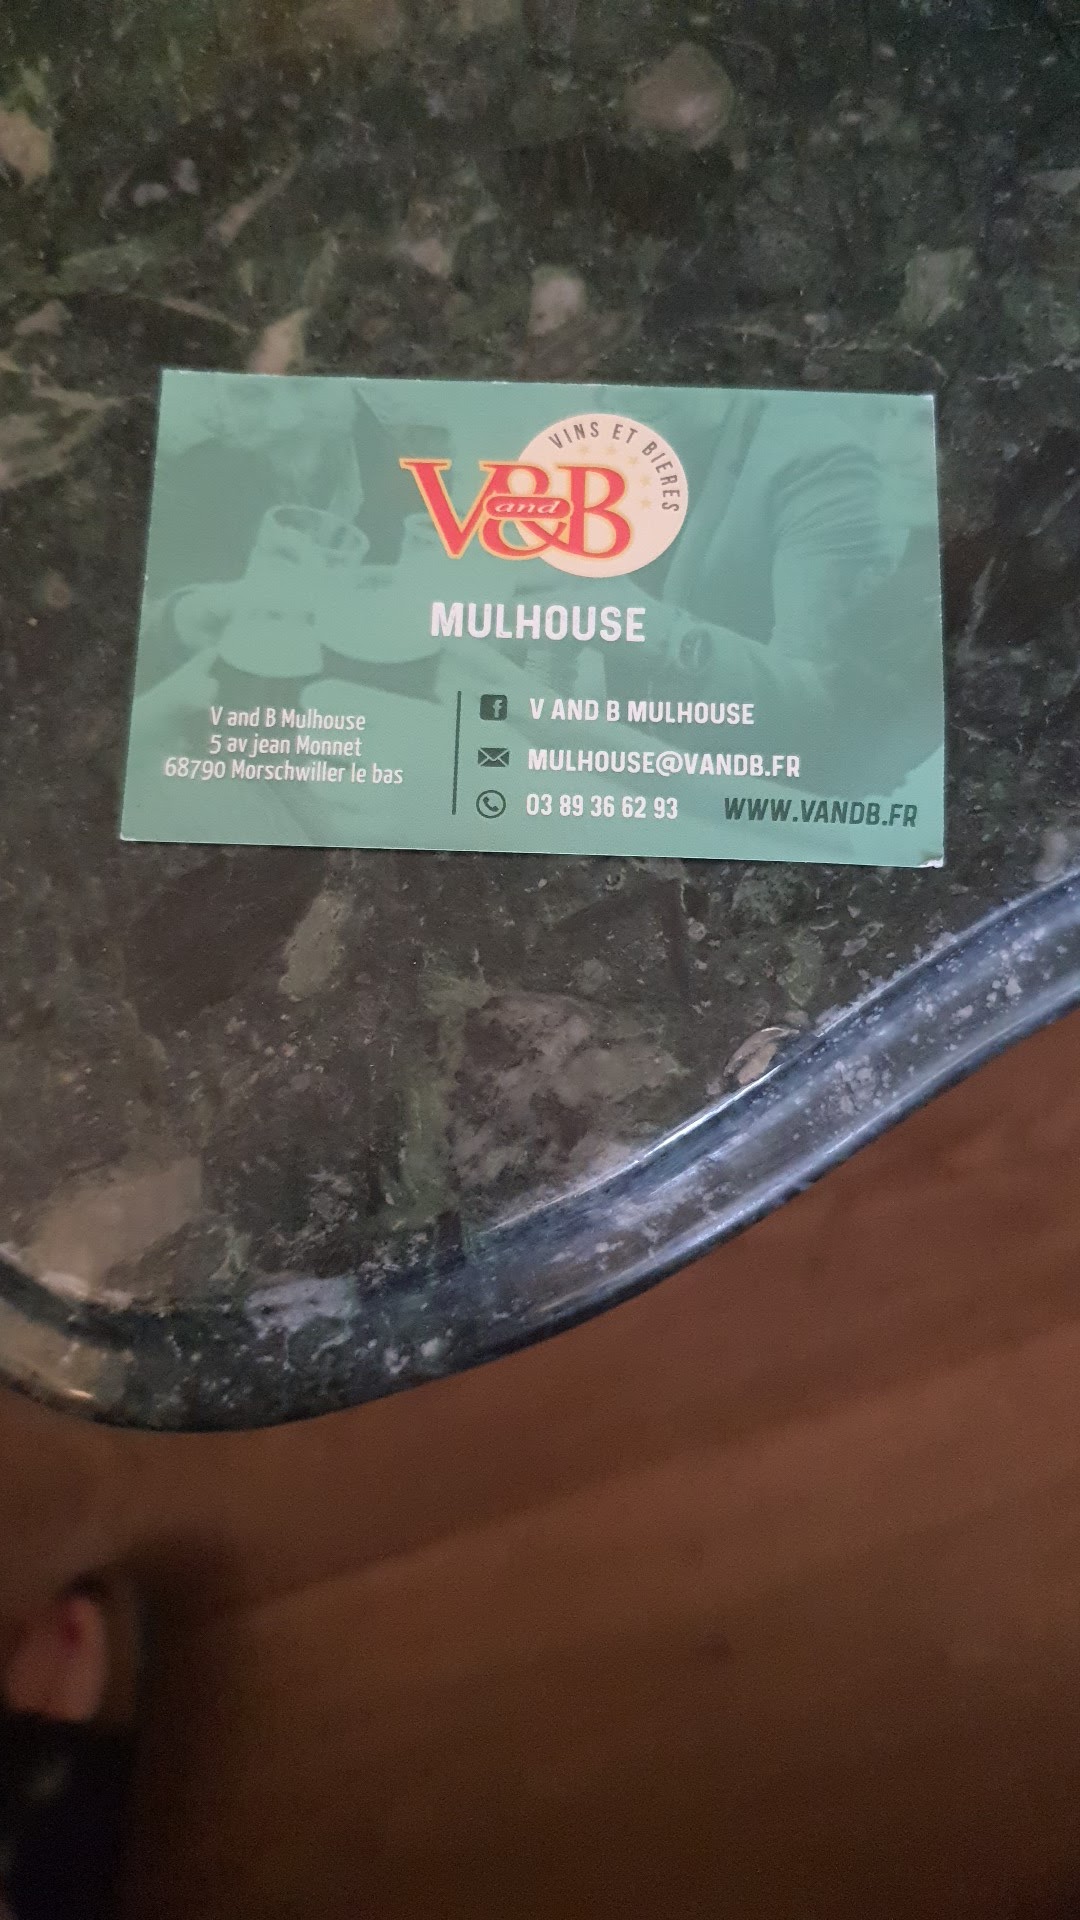 VINS ET BIERES
V and B
MULHOUSE
V and B Mulhouse
5 av jean Monnet
68790 Morschwiller le bas
f V AND B MULHOUSE
MULHOUSE@VANDB.FR
03 89 36 62 93
WWW.VANDB.FR